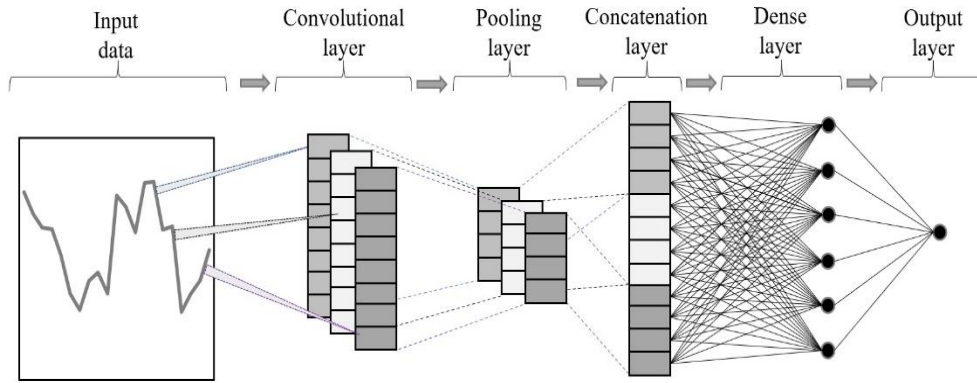 Input
data
Convolutional
layer
Pooling
layer
Concatenation
layer
Dense
layer
Output
layer